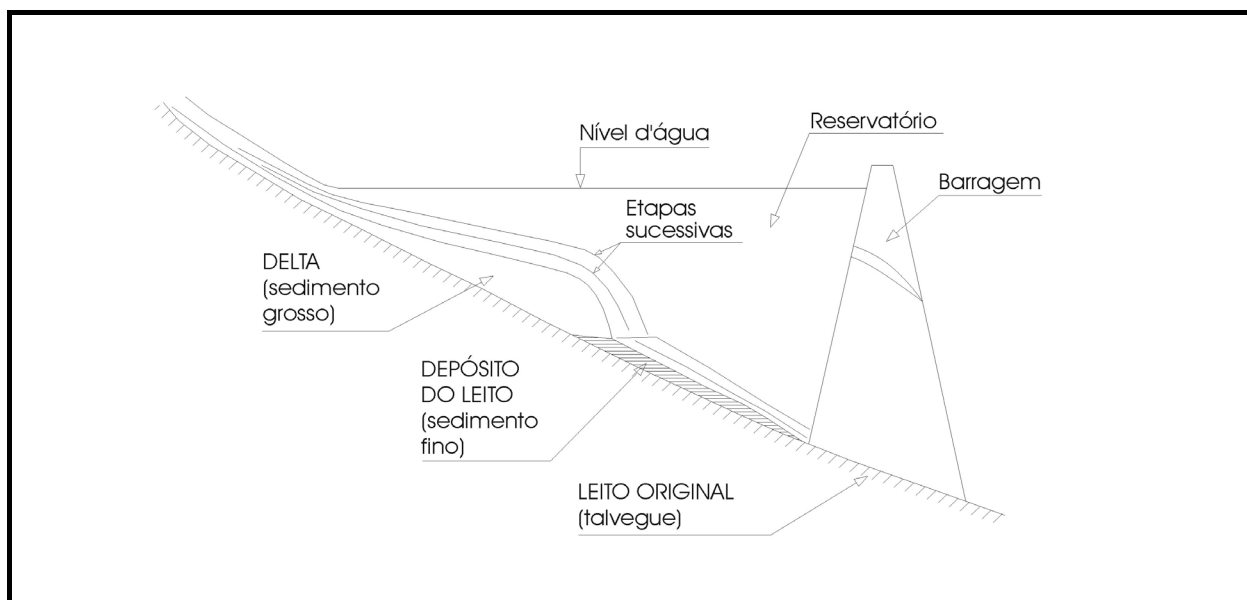 Reservatório
Nível d'água
Barragem
Etapas
sucessivas
DELTA
(sedimento
grosso)
DEPÓSITO
DO LEITO
(sedimento
fino)
LEITO ORIGINAL
(talvegue)